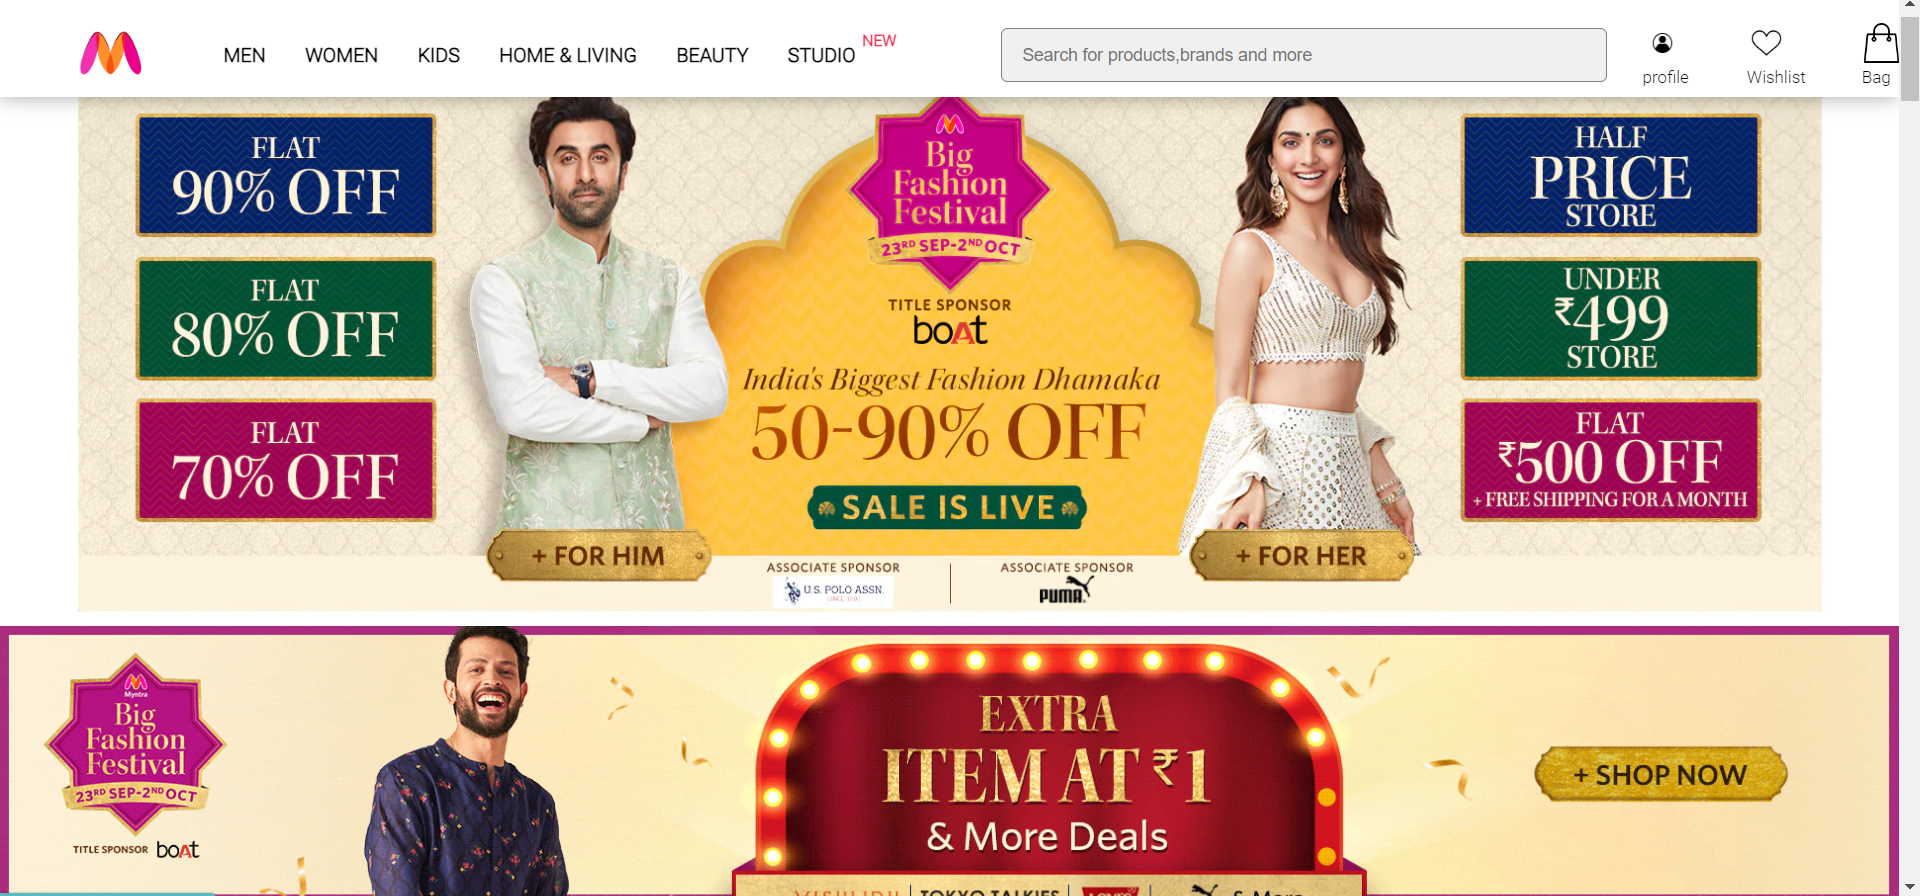 MEN WOMEN KIDS HOME & LIVING BEAUTY STUDIO NEW
Search for products,brands and more
profile
Wishlist
Bag
FLAT
90% OFF
FLAT
80% OFF
FLAT
70% OFF
Big
Fashion
Festival
23RD SEP-2ND OCT
TITLE SPONSOR
boAt
India's Biggest Fashion Dhamaka
50-90% OFF
SALE IS LIVE
+ FOR HIM
+ FOR HER
ASSOCIATE SPONSOR
U.S. POLO ASSN.
SINCE 1890
ASSOCIATE SPONSOR
PUMA
HALF
PRICE
STORE
UNDER
₹499
STORE
FLAT
₹500 OFF
+ FREE SHIPPING FOR A MONTH
Myntra
Big
Fashion
Festival
23RD SEP-2ND OCT
TITLE SPONSOR boAt
EXTRA
ITEM AT ₹1
& More Deals
TOKYO TALKIES
& More
+ SHOP NOW